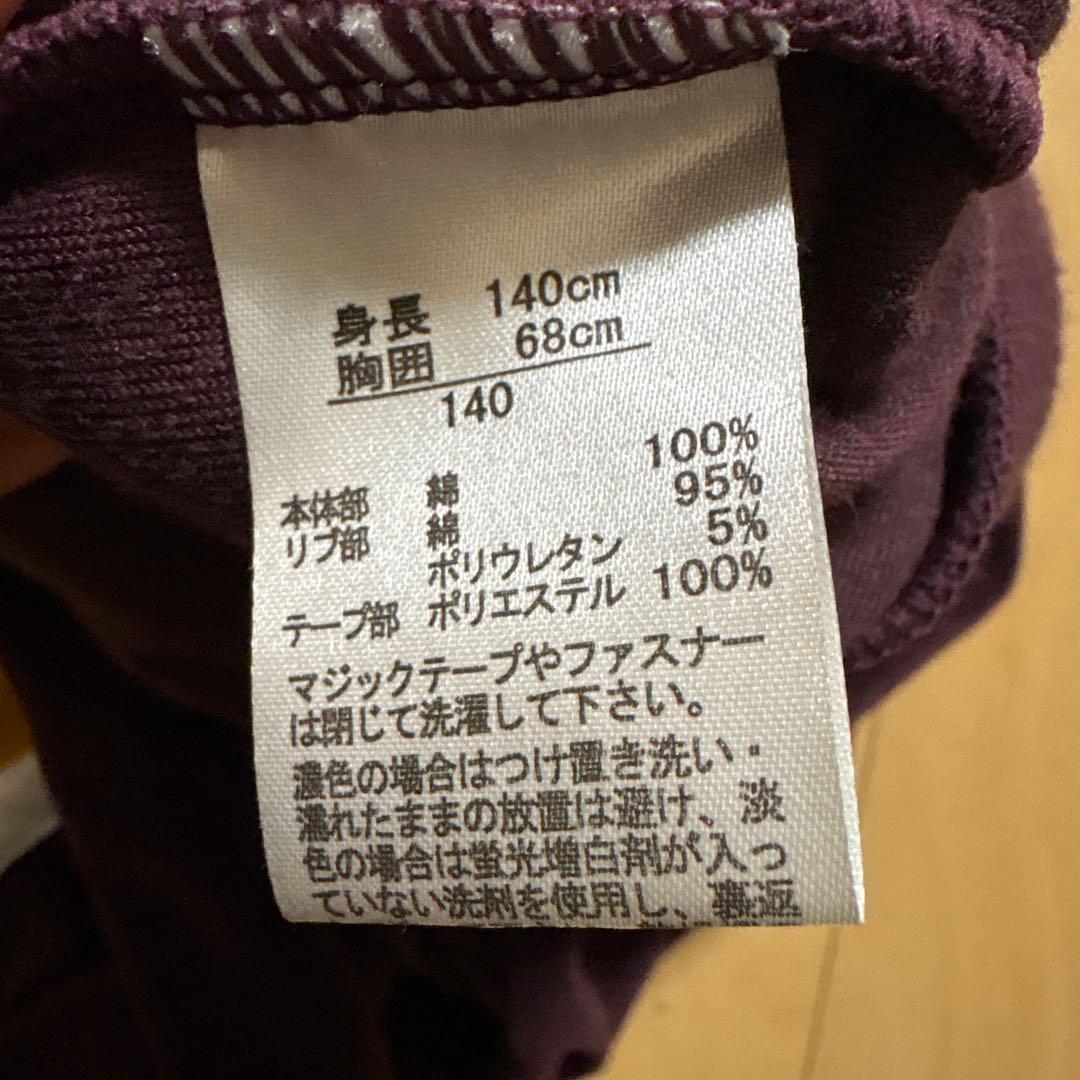 身長 140cm
胸囲 68cm
140
本体部 綿 100%
リブ部 綿 95%
ポリウレタン 5%
テープ部 ポリエステル 100%
マジックテープやファスナー
は閉じて洗濯して下さい。
濃色の場合はつけ置き洗い・
濡れたままの放置は避け、淡
色の場合は蛍光増白剤が入っ
ていない洗剤を使用し、裏返